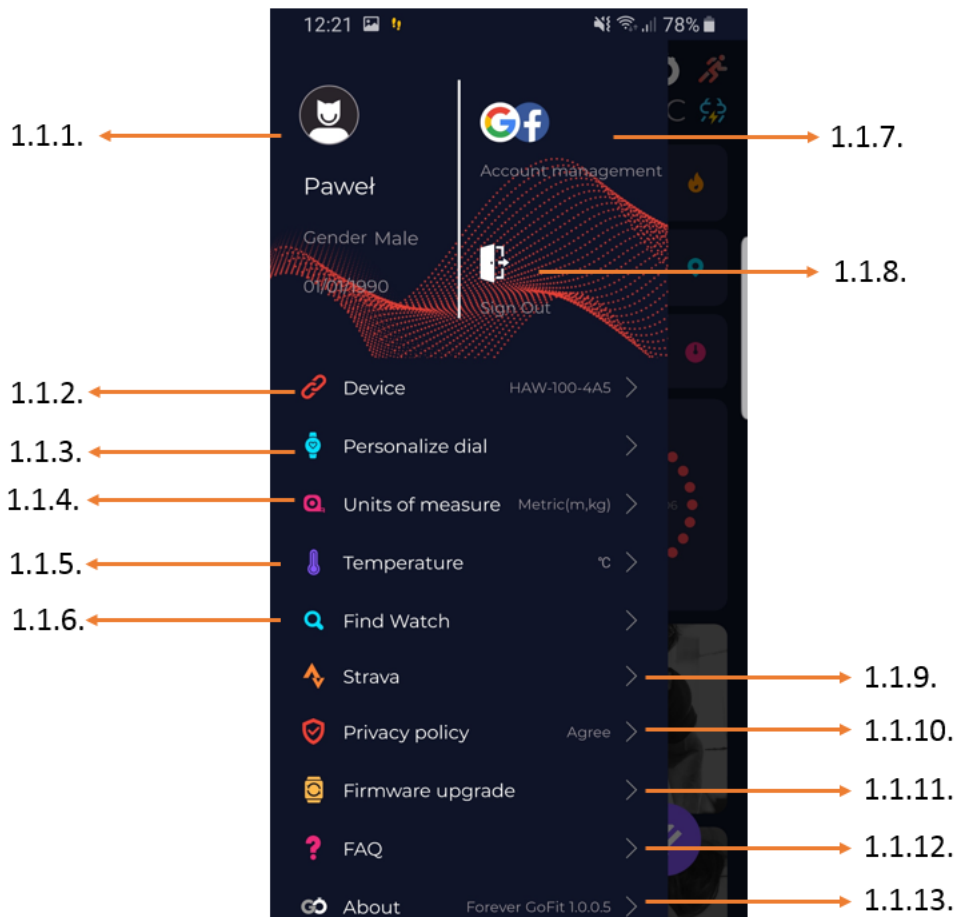 12:21 78%
1.1.1.
1.1.7.
Account management
Paweł
Gender Male
01/01/1990
1.1.8.
Sign Out
1.1.2. Device HAW-100-4A5
1.1.3. Personalize dial
1.1.4. Units of measure Metric(m,kg)
1.1.5. Temperature °C
1.1.6. Find Watch
Strava 1.1.9.
Privacy policy Agree 1.1.10.
Firmware upgrade 1.1.11.
FAQ 1.1.12.
About Forever GoFit 1.0.0.5 1.1.13.